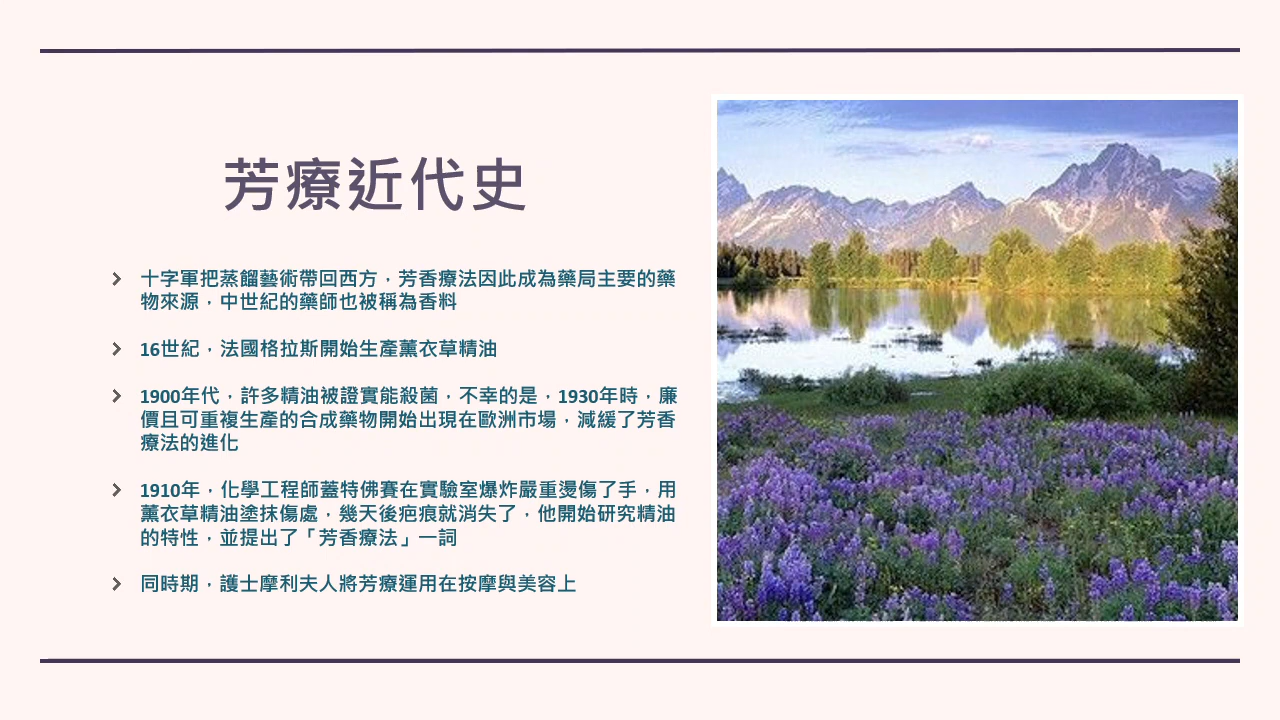 芳療近代史
十字軍把蒸餾藝術帶回西方，芳香療法因此成為藥局主要的藥
物來源，中世紀的藥師也被稱為香料
16世紀，法國格拉斯開始生產薰衣草精油
1900年代，許多精油被證實能殺菌，不幸的是，1930年時，廉
價且可重複生產的合成藥物開始出現在歐洲市場，減緩了芳香
療法的進化
1910年，化學工程師蓋特佛賽在實驗室爆炸嚴重燙傷了手，用
薰衣草精油塗抹傷處，幾天後疤痕就消失了，他開始研究精油
的特性，並提出了「芳香療法」一詞
同時期，護士摩利夫人將芳療運用在按摩與美容上